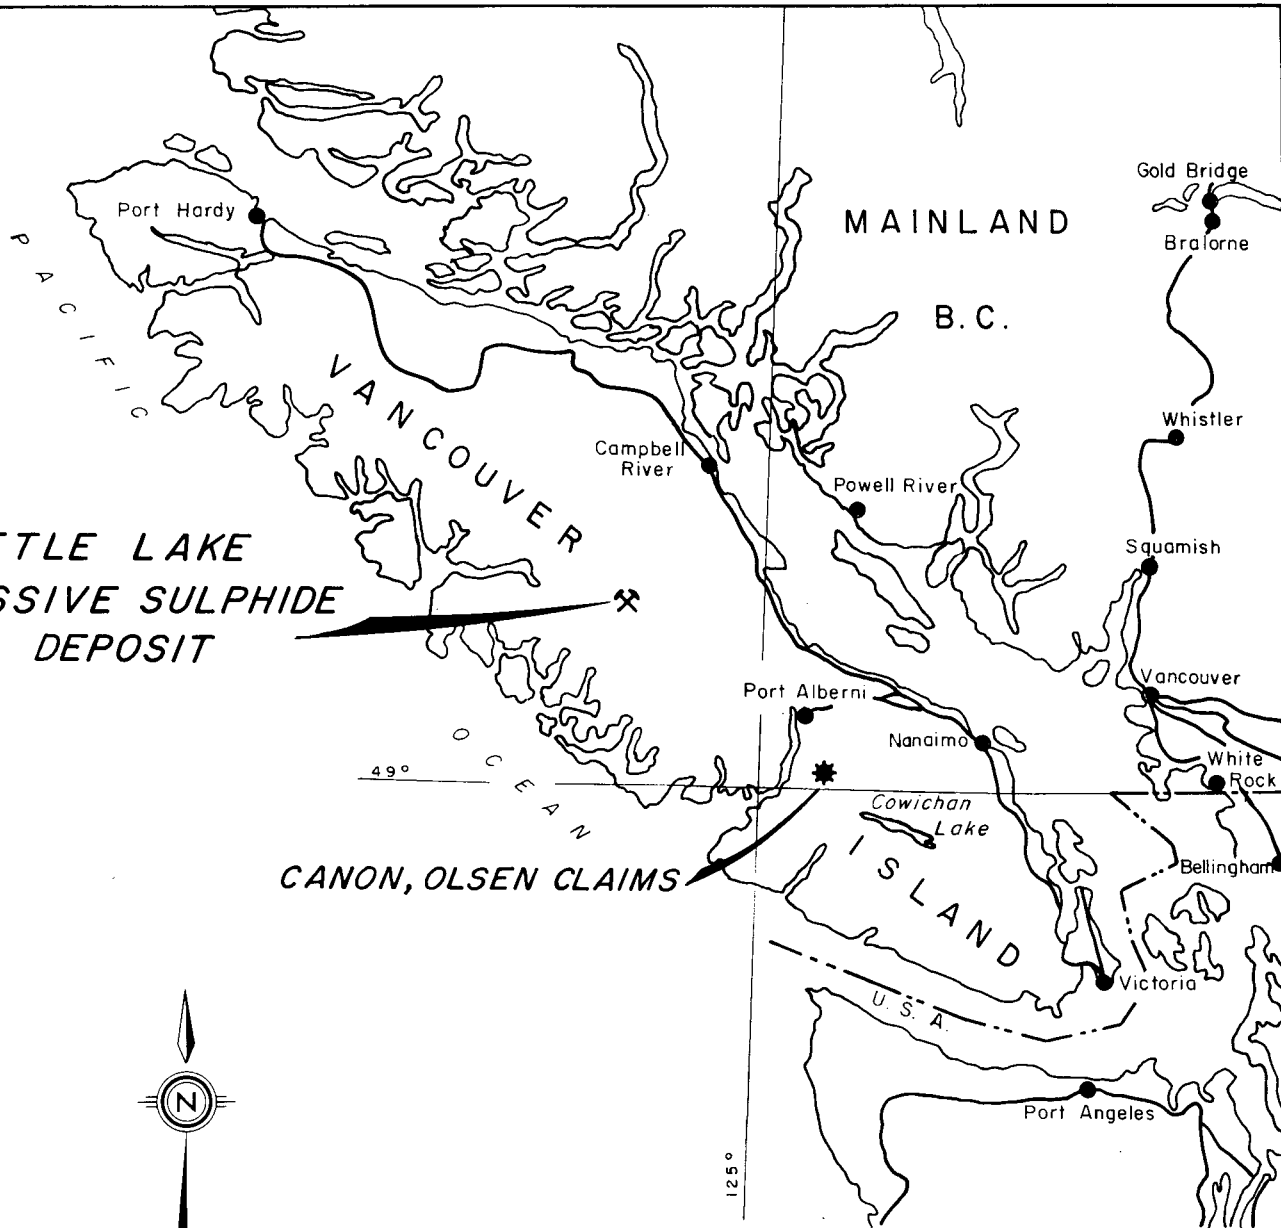 Gold Bridge
Bralorne
MAINLAND
B.C.
Port Hardy
PACIFIC
VANCOUVER
Whistler
Campbell
River
Powell River
Squamish
TTLE LAKE
SSIVE SULPHIDE
DEPOSIT
Vancouver
Port Alberni
Nanaimo
White
Rock
OCEAN
49°
Cowichan
Lake
CANON, OLSEN CLAIMS
ISLAND
Bellingham
Victoria
U.S.A.
N
Port Angeles
125°